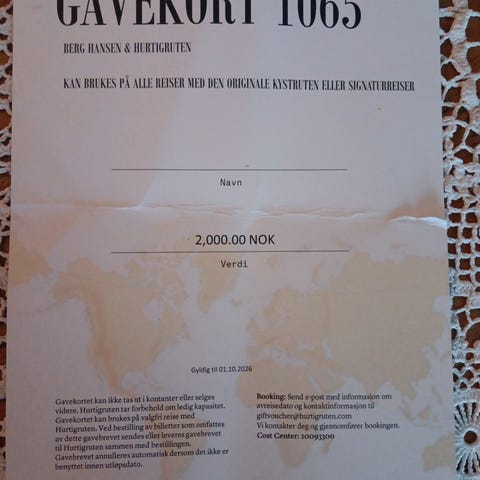 GAVEKORT 1065
BERG HANSEN & HURTIGRUTEN
KAN BRUKES PÅ ALLE REISER MED DEN ORIGINALE KYSTRUTEN ELLER SIGNATURREISER
Navn
2,000.00 NOK
Verdi
Gyldig til 01.10.2026
Gavekortet kan ikke tas ut i kontanter eller selges
videre. Hurtigruten tar forbehold om ledig kapasitet.
Gavekortet kan brukes på valgfri reise med
Hurtigruten. Ved bestilling av billetter som omfattes
av dette gavebrevet sendes eller leveres gavebrevet
til Hurtigruten sammen med bestillingen.
Gavebrevet annulleres automatisk dersom det ikke er
benyttet innen utløpsdato.
Booking: Send e-post med informasjon om
avreisedato og kontaktinformasjon til
giftvoucher@hurtigruten.com
Vi kontakter deg og gjennomfører bookingen.
Cost Center: 20093300